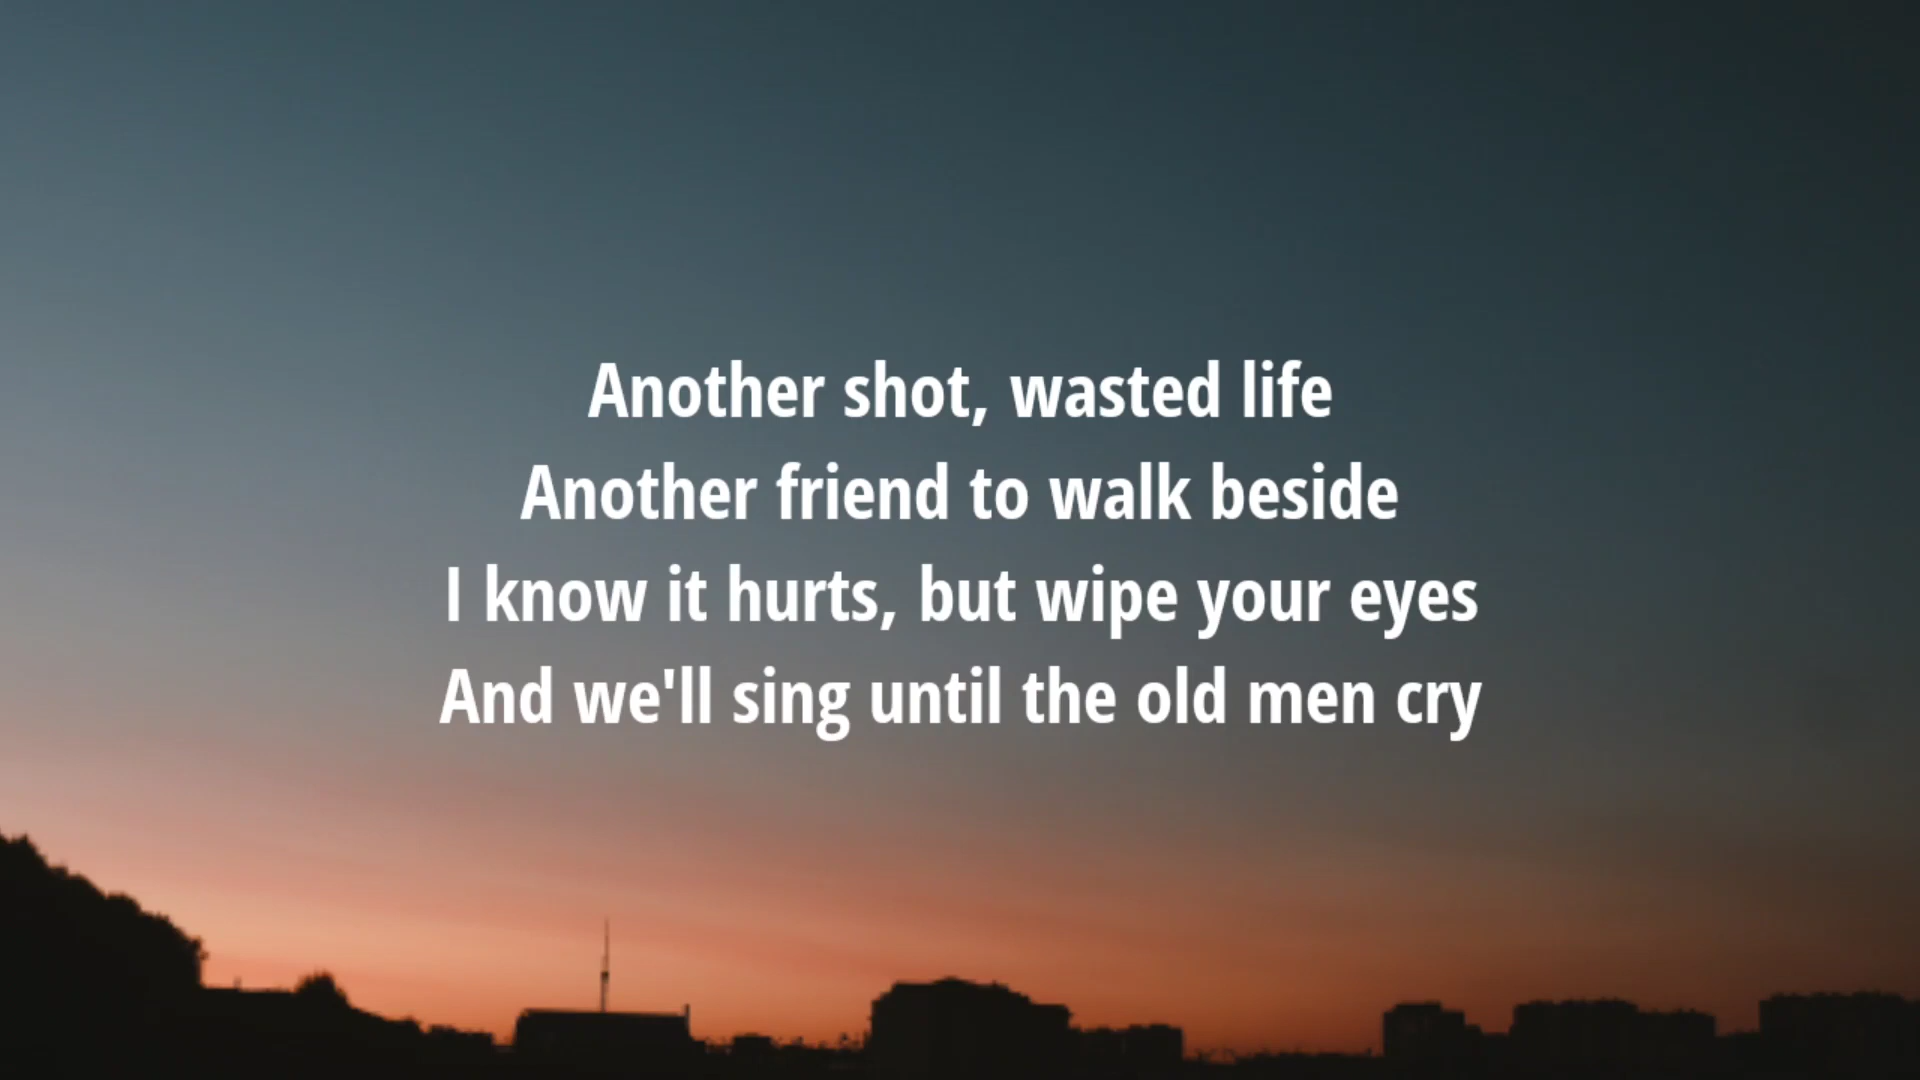 Another shot, wasted life
Another friend to walk beside
I know it hurts, but wipe your eyes
And we'll sing until the old men cry